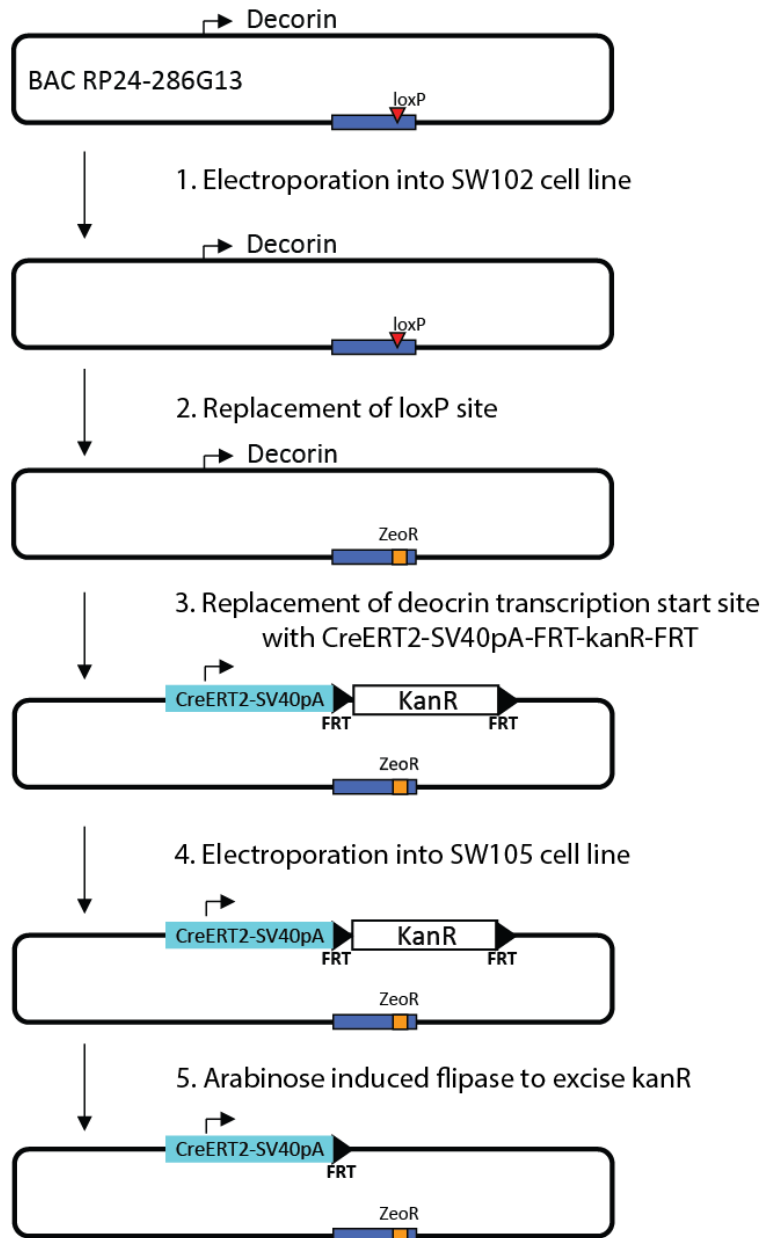 Decorin
BAC RP24-286G13
loxP
1. Electroporation into SW102 cell line
Decorin
loxP
2. Replacement of loxP site
Decorin
ZeoR
3. Replacement of deocrin transcription start site
with CreERT2-SV40pA-FRT-kanR-FRT
CreERT2-SV40pA KanR
FRT FRT
ZeoR
4. Electroporation into SW105 cell line
CreERT2-SV40pA KanR
FRT FRT
ZeoR
5. Arabinose induced flipase to excise kanR
CreERT2-SV40pA
FRT
ZeoR